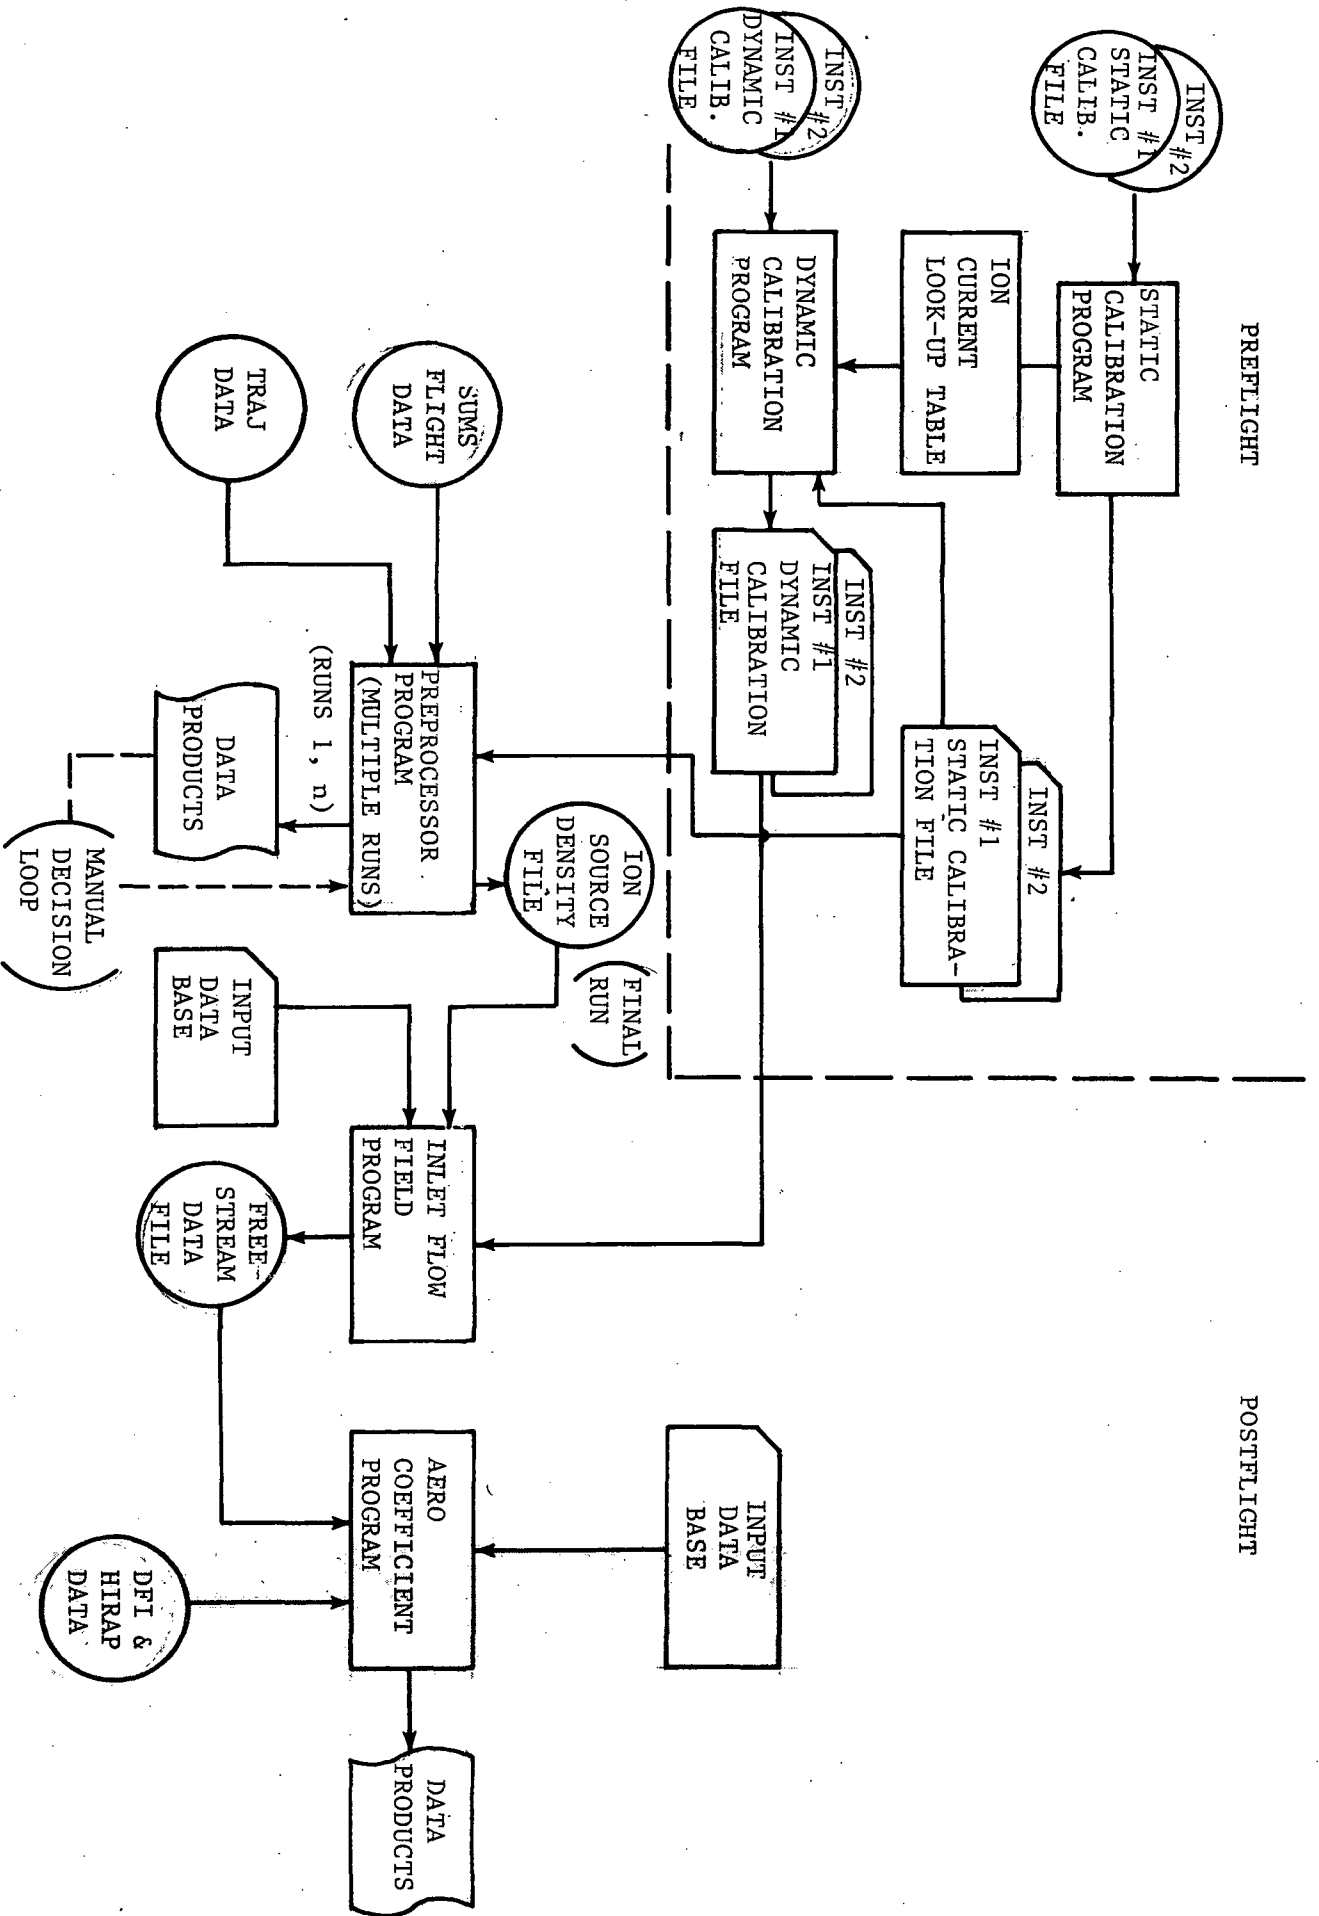 PREFLIGHT
POSTFLIGHT
INST #2
INST #1
STATIC
CALIB.
FILE
STATIC
CALIBRATION
PROGRAM
INST #2
INST #1
STATIC CALIBRA-
TION FILE
ION
CURRENT
LOOK-UP TABLE
INST #2
INST #1
DYNAMIC
CALIB.
FILE
DYNAMIC
CALIBRATION
PROGRAM
INST #2
INST #1
DYNAMIC
CALIBRATION
FILE
INPUT
DATA
BASE
SUMS
FLIGHT
DATA
ION
SOURCE
DENSITY
FILE
(FINAL
RUN)
TRAJ
DATA
PREPROCESSOR
PROGRAM
(MULTIPLE RUNS)
(RUNS 1, n)
INLET FLOW
FIELD
PROGRAM
AERO
COEFFICIENT
PROGRAM
DATA
PRODUCTS
DATA
PRODUCTS
INPUT
DATA
BASE
FREE-
STREAM
DATA
FILE
MANUAL
DECISION
LOOP
DFI &
HIRAP
DATA